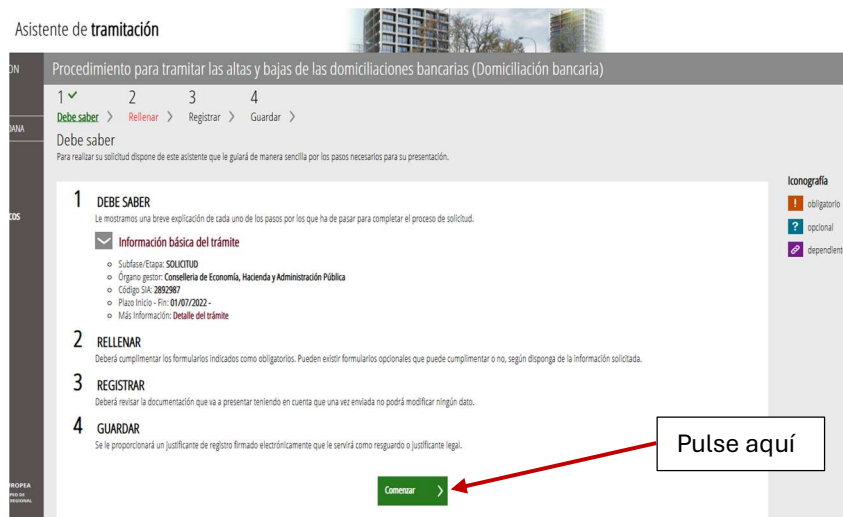 Asistente de tramitación
ON
Procedimiento para tramitar las altas y bajas de las domiciliaciones bancarias (Domiciliación bancaria)
1 2 3 4
Debe saber > Rellenar > Registrar > Guardar >
DANA
Debe saber
Para realizar su solicitud dispone de este asistente que le guiará de manera sencilla por los pasos necesarios para su presentación.
Iconografía
! obligatorio
? opcional
dependient
COS
1 DEBE SABER
Le mostramos una breve explicación de cada uno de los pasos por los que ha de pasar para completar el proceso de solicitud.
Información básica del trámite
Subfase/Etapa: SOLICITUD
Órgano gestor: Conselleria de Economía, Hacienda y Administración Pública
Código SIA: 2892987
Plazo Inicio - Fin: 01/07/2022 -
Más Información: Detalle del trámite
2 RELLENAR
Deberá cumplimentar los formularios indicados como obligatorios. Pueden existir formularios opcionales que puede cumplimentar o no, según disponga de la información solicitada.
3 REGISTRAR
Deberá revisar la documentación que va a presentar teniendo en cuenta que una vez enviada no podrá modificar ningún dato.
4 GUARDAR
Se le proporcionará un justificante de registro firmado electrónicamente que le servirá como resguardo o justificante legal.
Pulse aquí
Comenzar >
UROPEA
PEO DE
REGIONAL